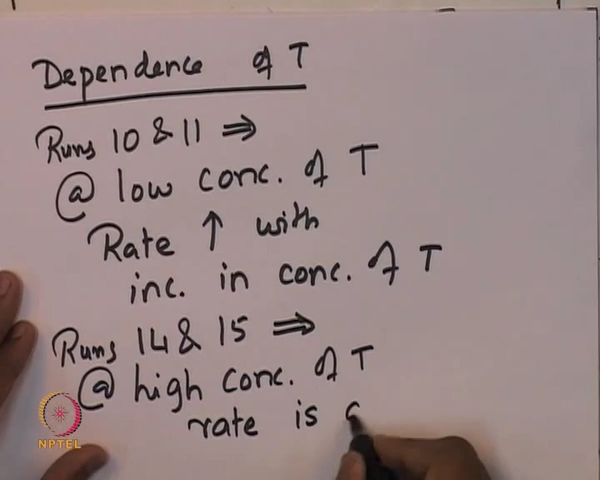 Dependence of T
Runs 10 & 11 ⇒
@ low conc. of T
Rate ↑ with
inc. in conc. of T
Runs 14 & 15 ⇒
@ high conc. of T
rate is
NPTEL